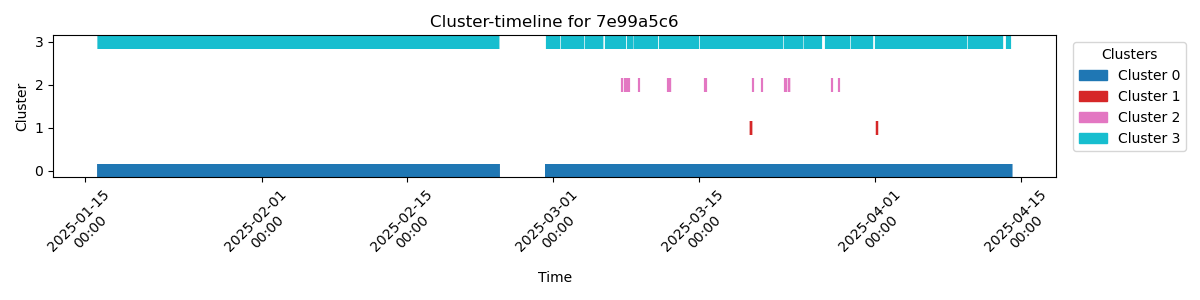 Cluster-timeline for 7e99a5c6
Cluster
3
2
1
0
2025-01-15
00:00
2025-02-01
00:00
2025-02-15
00:00
2025-03-01
00:00
2025-03-15
00:00
2025-04-01
00:00
2025-04-15
00:00
Time
Clusters
Cluster 0
Cluster 1
Cluster 2
Cluster 3